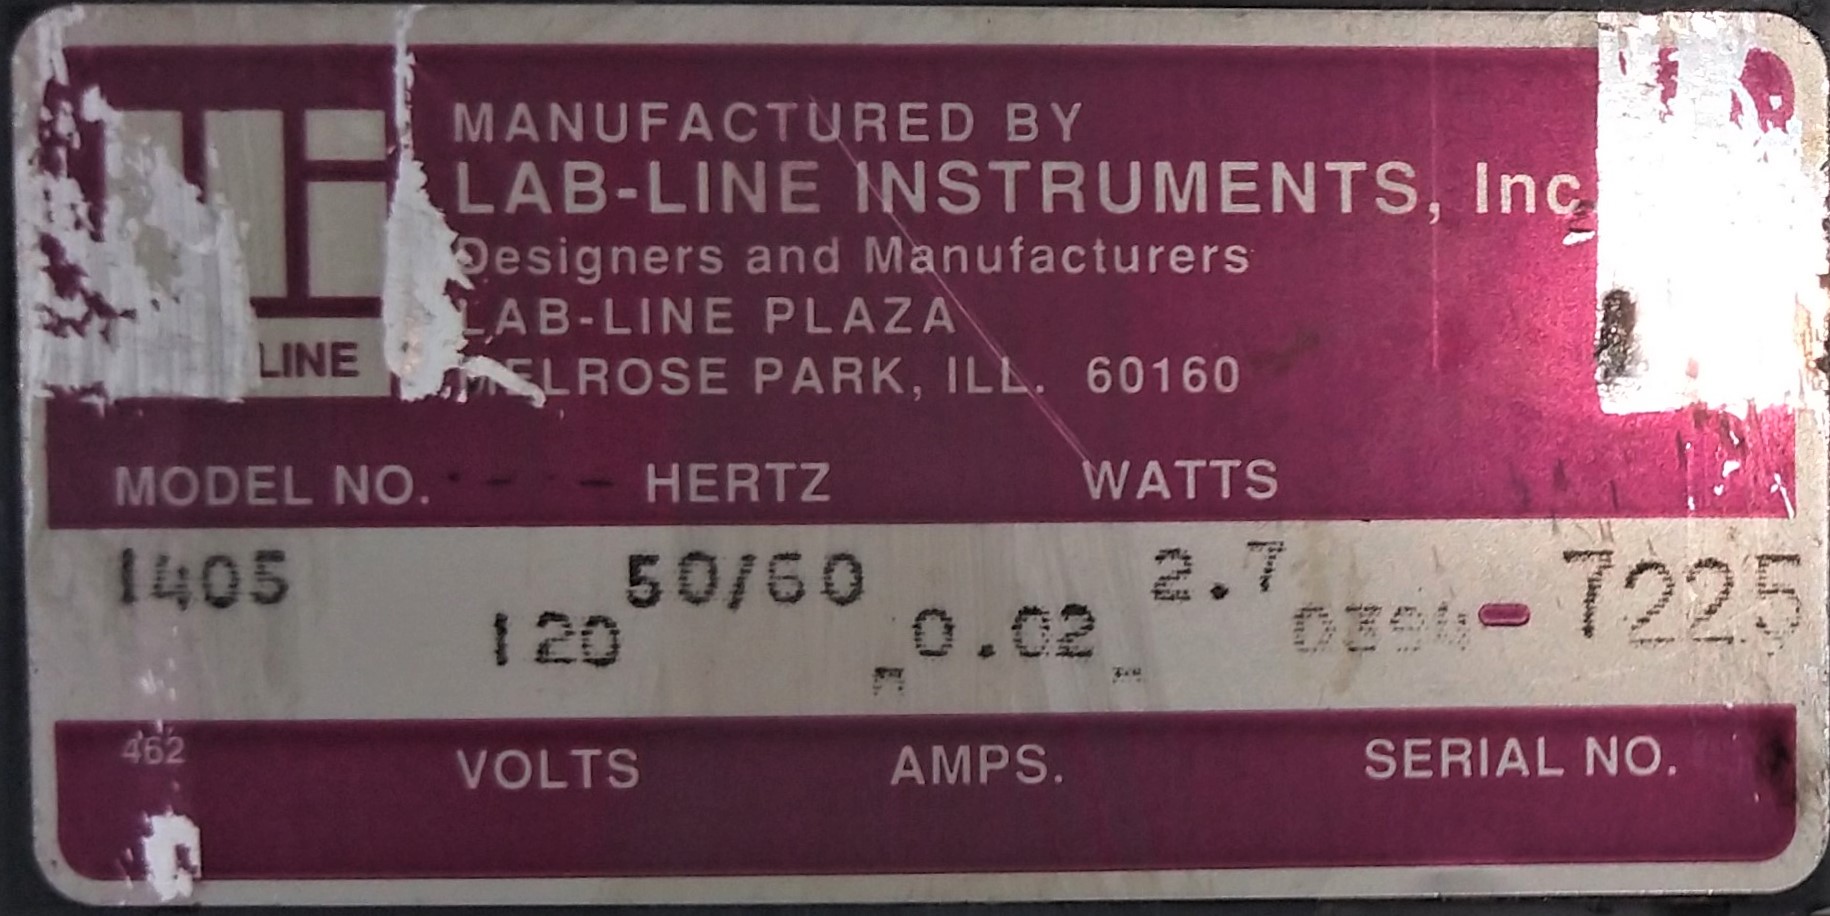 MANUFACTURED BY
LAB-LINE INSTRUMENTS, Inc
Designers and Manufacturers
LAB-LINE PLAZA
LINE
MELROSE PARK, ILL. 60160
MODEL NO. HERTZ WATTS
1405 50/60 2.7
120 0.02 - 1225
462
VOLTS AMPS. SERIAL NO.